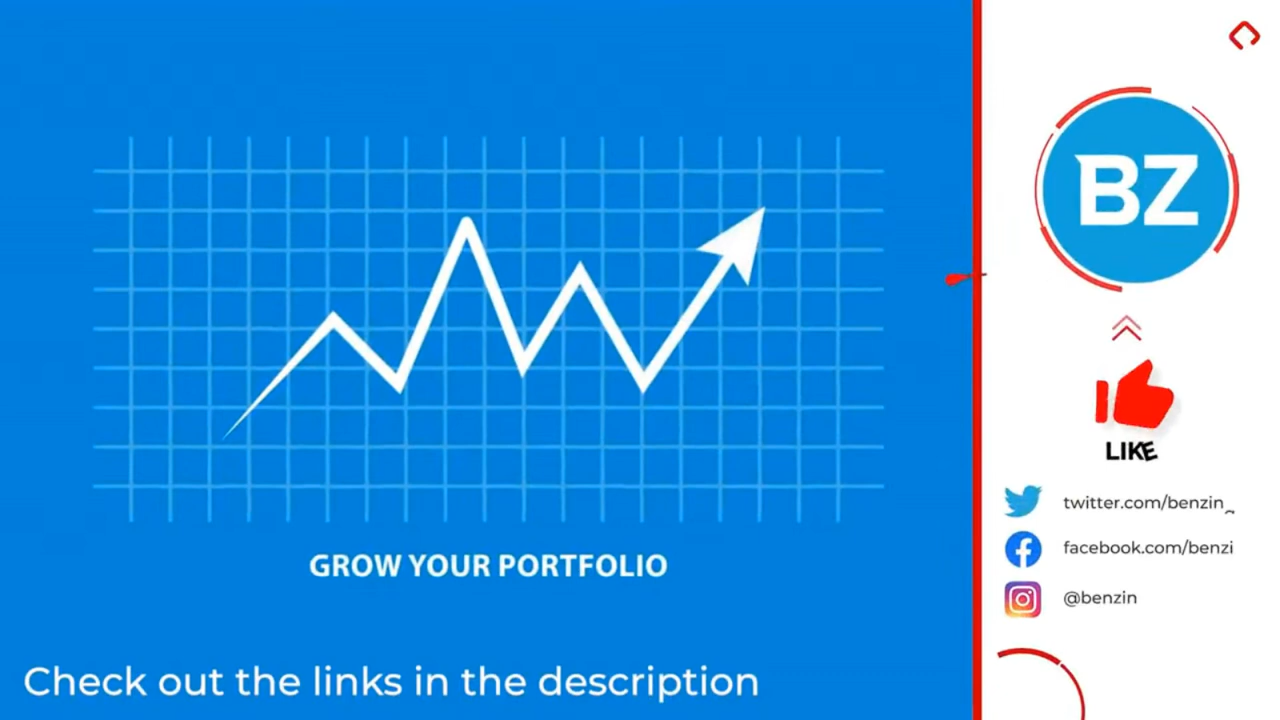 GROW YOUR PORTFOLIO
Check out the links in the description
BZ
LIKE
twitter.com/benzin
facebook.com/benzi
@benzin